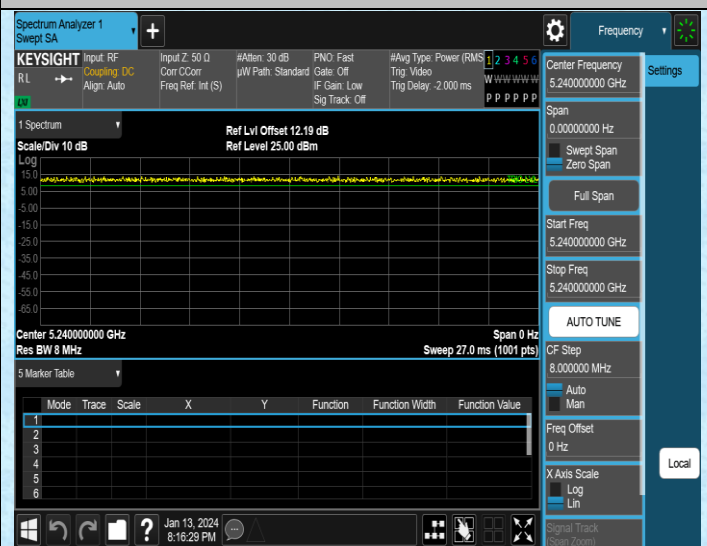 Spectrum Analyzer 1
Swept SA
Frequency
KEYSIGHT
RL
LXI
Input: RF
Coupling: DC
Align: Auto
Input Z: 50 Ω
Corr CCorr
Freq Ref: Int (S)
#Atten: 30 dB
µW Path: Standard
PNO: Fast
Gate: Off
IF Gain: Low
Sig Track: Off
#Avg Type: Power (RMS
Trig: Video
Trig Delay: -2.000 ms
1 2 3 4 5 6
W W W W W W
P P P P P P
1 Spectrum
Scale/Div 10 dB
Ref Lvl Offset 12.19 dB
Ref Level 25.00 dBm
Log
15.0
5.00
-5.00
-15.0
-25.0
-35.0
-45.0
-55.0
-65.0
Center 5.240000000 GHz
Span 0 Hz
Res BW 8 MHz
Sweep 27.0 ms (1001 pts)
5 Marker Table
Mode Trace Scale X Y Function Function Width Function Value
1
2
3
4
5
6
Jan 13, 2024
8:16:29 PM
Center Frequency
5.240000000 GHz
Span
0.00000000 Hz
Swept Span
Zero Span
Full Span
Start Freq
5.240000000 GHz
Stop Freq
5.240000000 GHz
AUTO TUNE
CF Step
8.000000 MHz
Auto
Man
Freq Offset
0 Hz
X Axis Scale
Log
Lin
Signal Track
(Span Zoom)
Settings
Local